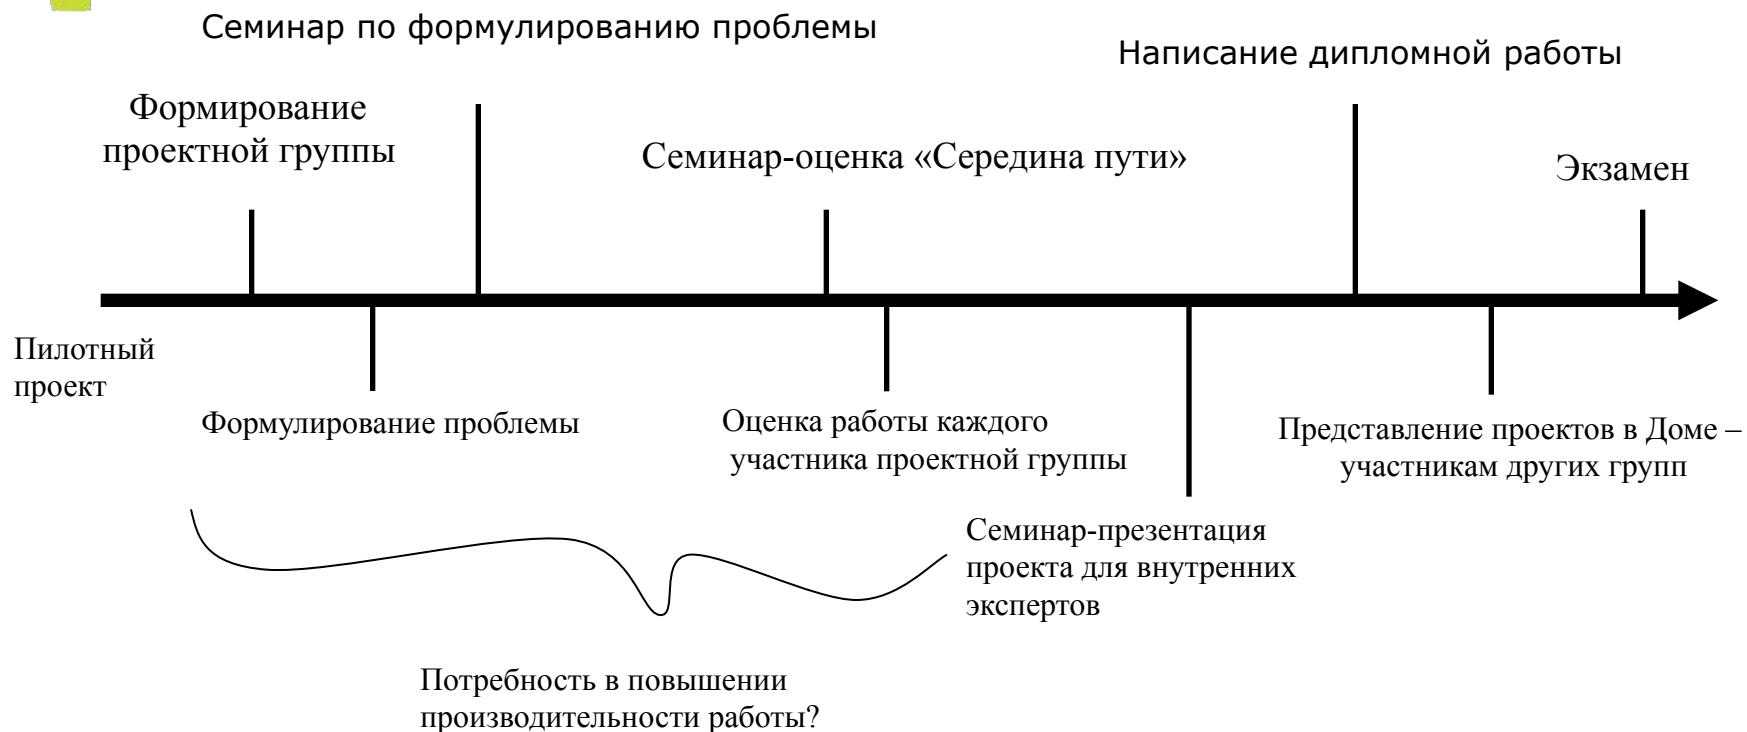 Семинар по формулированию проблемы
Написание дипломной работы
Формирование
проектной группы
Семинар-оценка «Середина пути»
Экзамен
Пилотный
проект
Формулирование проблемы
Оценка работы каждого
участника проектной группы
Представление проектов в Доме –
участникам других групп
Семинар-презентация
проекта для внутренних
экспертов
Потребность в повышении
производительности работы?